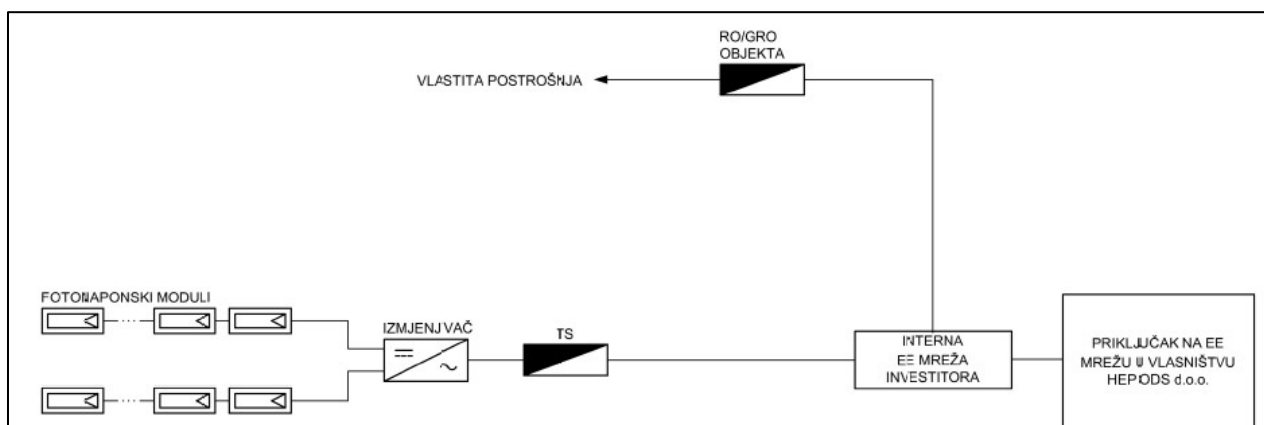 RO/GRO
OBJEKTA
VLASTITA POSTROŠNJA
FOTONAPONSKI MODULI
IZMJENJVAČ
TS
INTERNA
EE MREŽA
INVESTITORA
PRIKLJUČAK NA EE
MREŽU U VLASNIŠTVU
HEP ODS d.o.o.